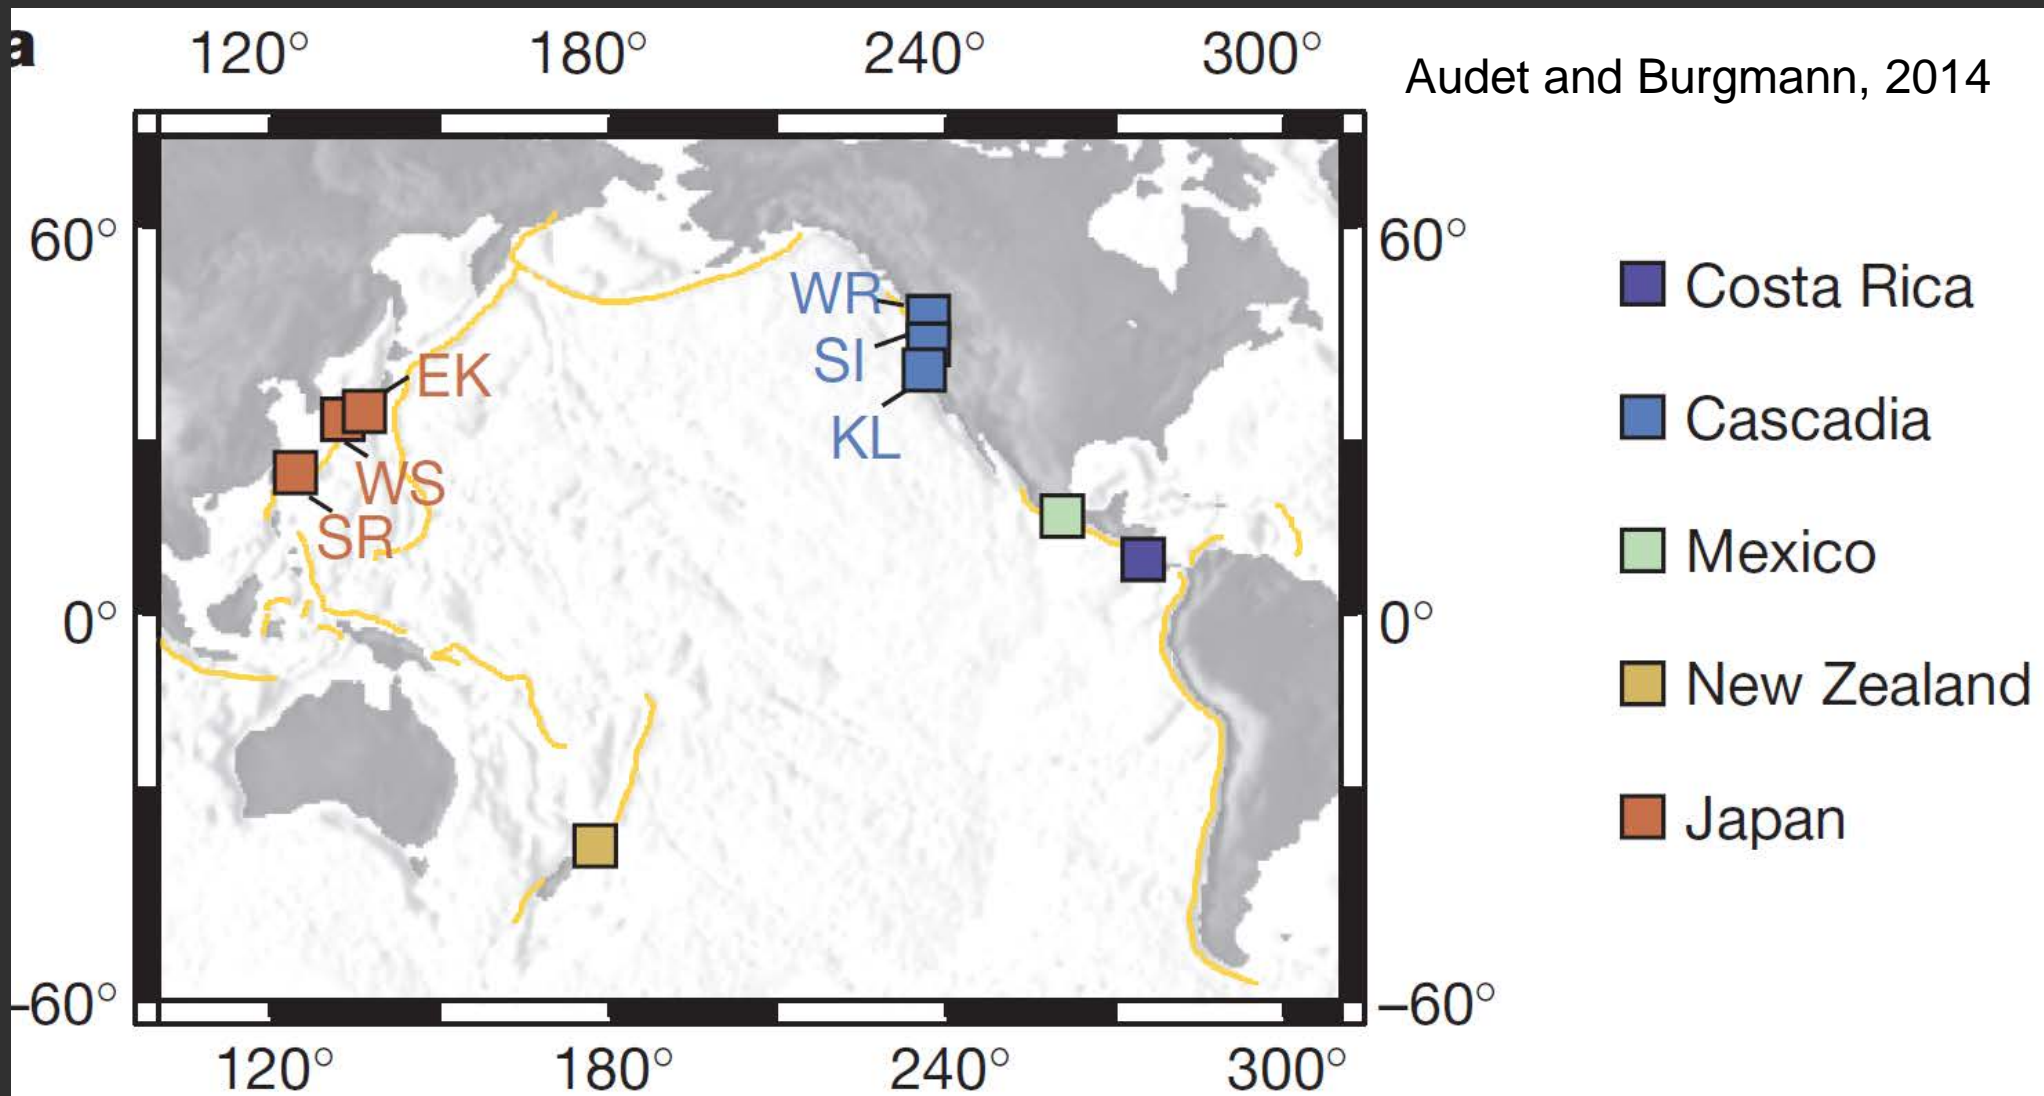 a
120° 180° 240° 300°
Audet and Burgmann, 2014
60° 60°
WR
SI
KL
EK
WS
SR
0° 0°
–60° –60°
120° 180° 240° 300°
Costa Rica
Cascadia
Mexico
New Zealand
Japan